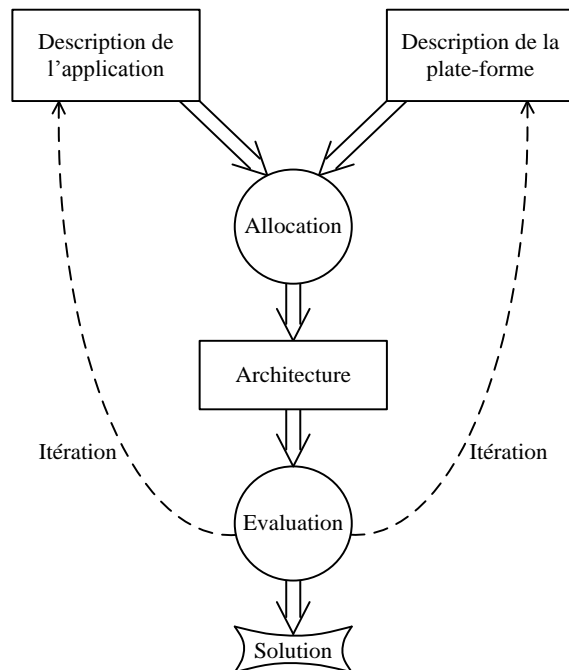 Description de
l’application
Description de la
plate-forme
Allocation
Architecture
Itération
Itération
Evaluation
Solution